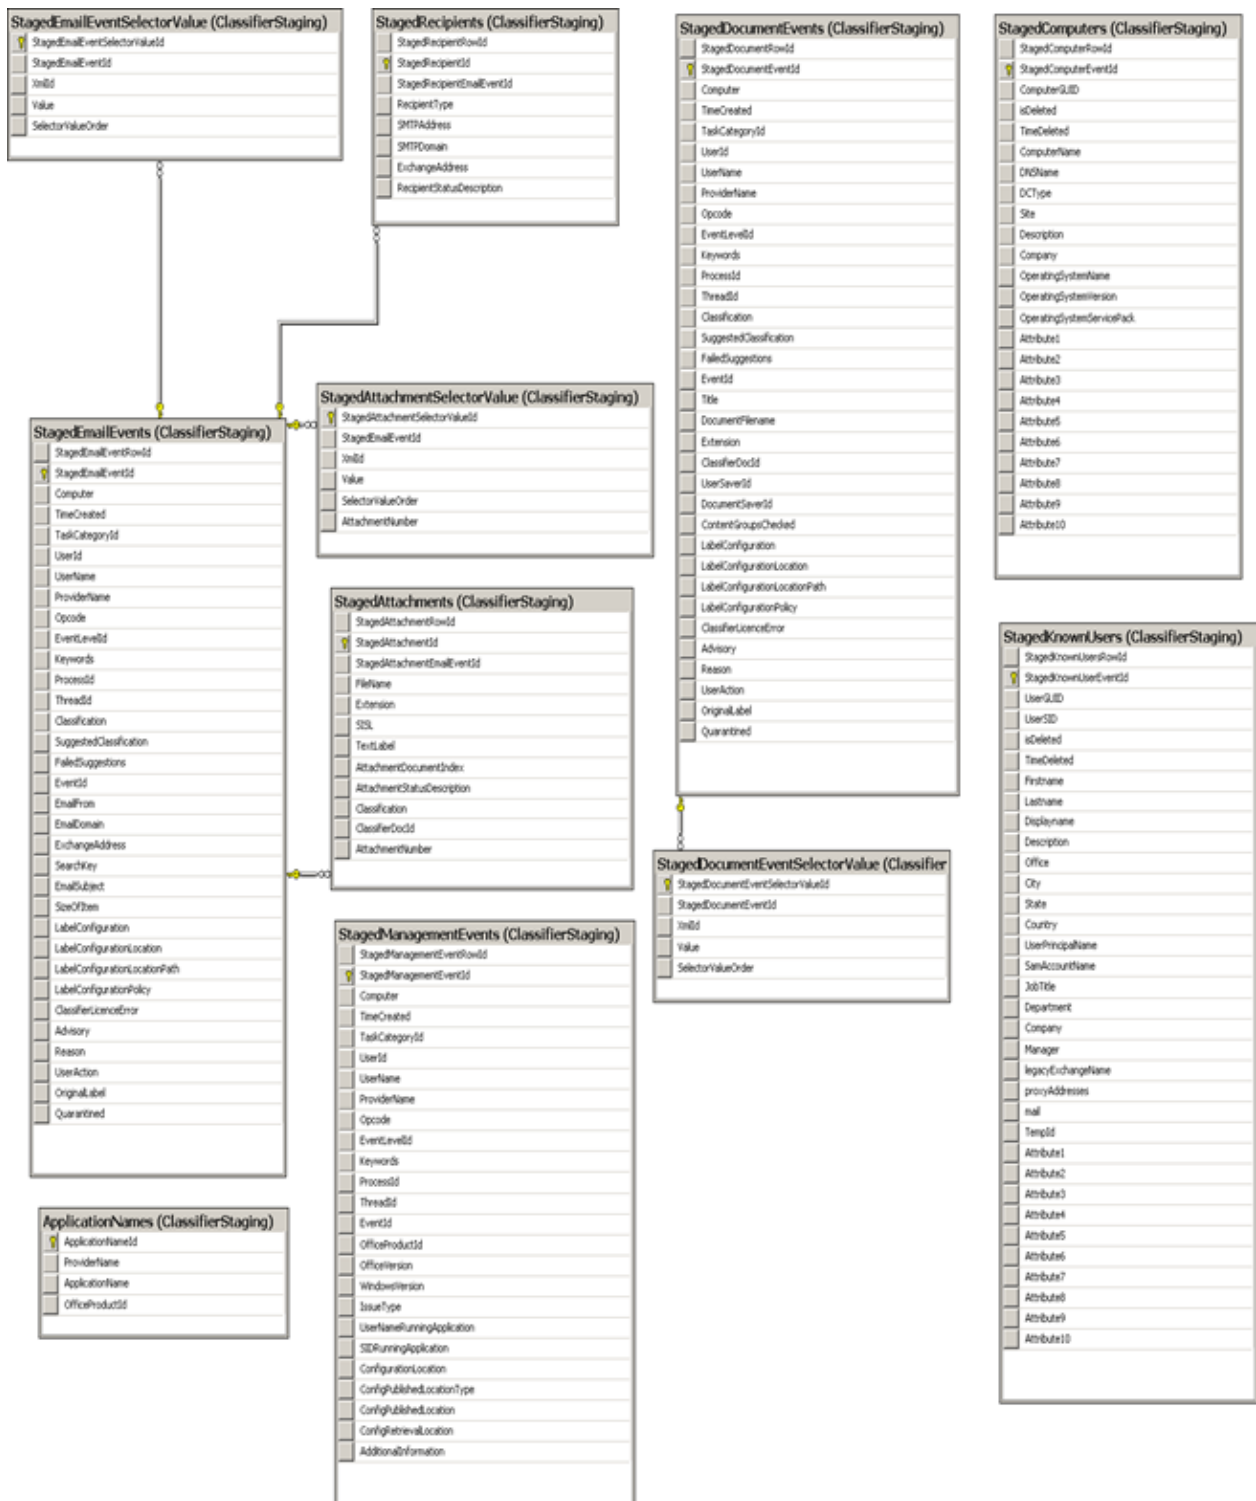 StagedEmailEventSelectorValue (ClassifierStaging)
StagedEmailEventSelectorValueId
StagedEmailEventId
XmlId
Value
SelectorValueOrder
StagedRecipients (ClassifierStaging)
StagedRecipientRowId
StagedRecipientId
StagedRecipientEmailEventId
RecipientType
SMTPAddress
SMTPDomain
ExchangeAddress
RecipientStatusDescription
StagedDocumentEvents (ClassifierStaging)
StagedDocumentRowId
StagedDocumentEventId
Computer
TimeCreated
TaskCategoryId
UserId
UserName
ProviderName
Opcode
EventLevelId
Keywords
ProcessId
ThreadId
Classification
SuggestedClassification
FailedSuggestions
EventId
Title
DocumentFilename
Extension
ClassifierDocId
UserSaverId
DocumentSaverId
ContentGroupsChecked
LabelConfiguration
LabelConfigurationLocation
LabelConfigurationLocationPath
LabelConfigurationPolicy
ClassifierLicenceError
Advisory
Reason
UserAction
OriginalLabel
Quarantined
StagedComputers (ClassifierStaging)
StagedComputerRowId
StagedComputerEventId
ComputerGUID
isDeleted
TimeDeleted
ComputerName
DNSName
DCType
Site
Description
Company
OperatingSystemName
OperatingSystemVersion
OperatingSystemServicePack
Attribute1
Attribute2
Attribute3
Attribute4
Attribute5
Attribute6
Attribute7
Attribute8
Attribute9
Attribute10
StagedEmailEvents (ClassifierStaging)
StagedEmailEventRowId
StagedEmailEventId
Computer
TimeCreated
TaskCategoryId
UserId
UserName
ProviderName
Opcode
EventLevelId
Keywords
ProcessId
ThreadId
Classification
SuggestedClassification
FailedSuggestions
EventId
EmailFrom
EmailDomain
ExchangeAddress
SearchKey
EmailSubject
SizeOfItem
LabelConfiguration
LabelConfigurationLocation
LabelConfigurationLocationPath
LabelConfigurationPolicy
ClassifierLicenceError
Advisory
Reason
UserAction
OriginalLabel
Quarantined
StagedAttachmentSelectorValue (ClassifierStaging)
StagedAttachmentSelectorValueId
StagedEmailEventId
XmlId
Value
SelectorValueOrder
AttachmentNumber
StagedAttachments (ClassifierStaging)
StagedAttachmentRowId
StagedAttachmentId
StagedAttachmentEmailEventId
FileName
Extension
SISL
TextLabel
AttachmentDocumentIndex
AttachmentStatusDescription
Classification
ClassifierDocId
AttachmentNumber
StagedKnownUsers (ClassifierStaging)
StagedKnownUsersRowId
StagedKnownUserEventId
UserGUID
UserSID
isDeleted
TimeDeleted
Firstname
Lastname
Displayname
Description
Office
City
State
Country
UserPrincipalName
SamAccountName
JobTitle
Department
Company
Manager
legacyExchangeName
proxyAddresses
mail
TempId
Attribute1
Attribute2
Attribute3
Attribute4
Attribute5
Attribute6
Attribute7
Attribute8
Attribute9
Attribute10
StagedDocumentEventSelectorValue (Classifier
StagedDocumentEventSelectorValueId
StagedDocumentEventId
XmlId
Value
SelectorValueOrder
StagedManagementEvents (ClassifierStaging)
StagedManagementEventRowId
StagedManagementEventId
Computer
TimeCreated
TaskCategoryId
UserId
UserName
ProviderName
Opcode
EventLevelId
Keywords
ProcessId
ThreadId
EventId
OfficeProductId
OfficeVersion
WindowsVersion
IssueType
UserNameRunningApplication
SIDRunningApplication
ConfigurationLocation
ConfigPublishedLocationType
ConfigPublishedLocation
ConfigRetrievalLocation
AdditionalInformation
ApplicationNames (ClassifierStaging)
ApplicationNameId
ProviderName
ApplicationName
OfficeProductId